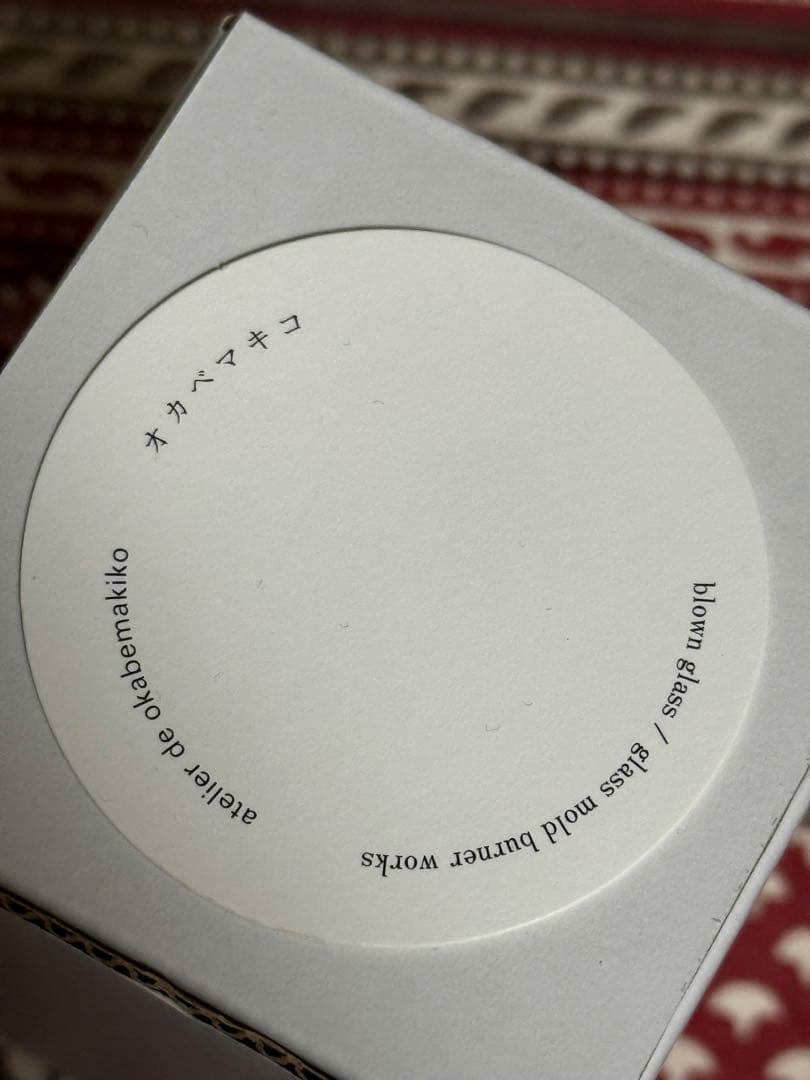 オカベマキコ
atelier de okabemakiko
blown glass / glass mold burner works